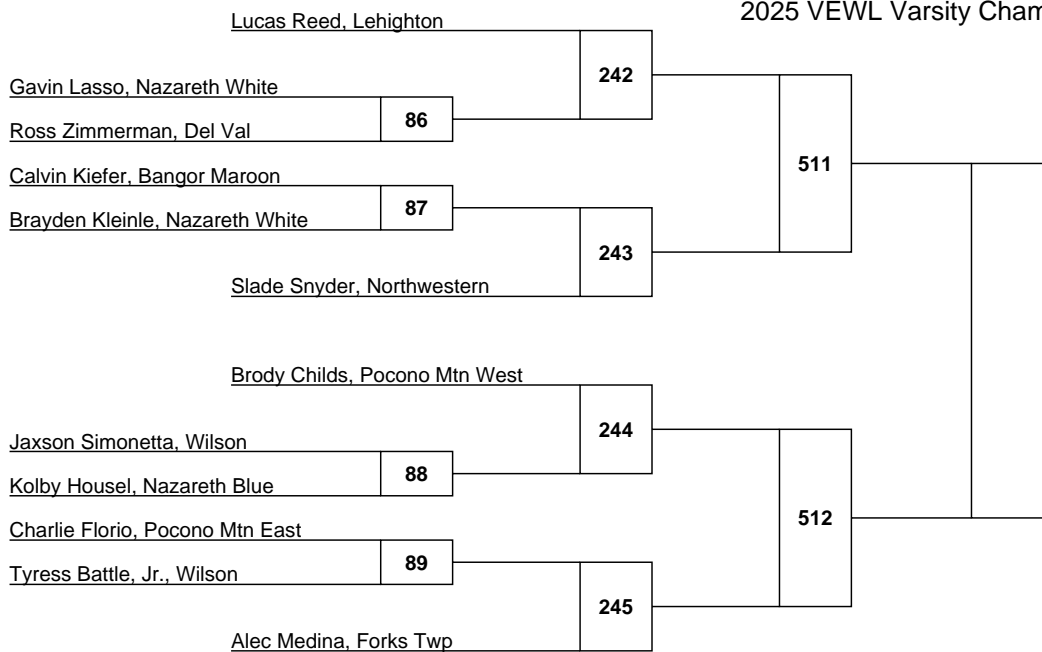 2025 VEWL Varsity Cham
Lucas Reed, Lehighton
242
Gavin Lasso, Nazareth White
86
Ross Zimmerman, Del Val
511
Calvin Kiefer, Bangor Maroon
87
Brayden Kleinle, Nazareth White
243
Slade Snyder, Northwestern
Brody Childs, Pocono Mtn West
244
Jaxson Simonetta, Wilson
88
Kolby Housel, Nazareth Blue
512
Charlie Florio, Pocono Mtn East
89
Tyress Battle, Jr., Wilson
245
Alec Medina, Forks Twp